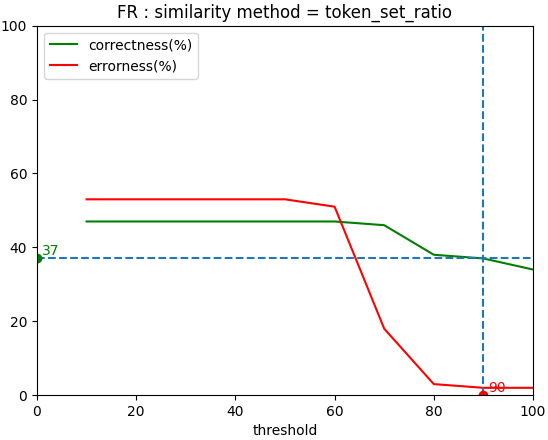 FR : similarity method = token_set_ratio
100
correctness(%)
errorness(%)
80
60
40
37
20
90
0
0 20 40 60 80 100
threshold